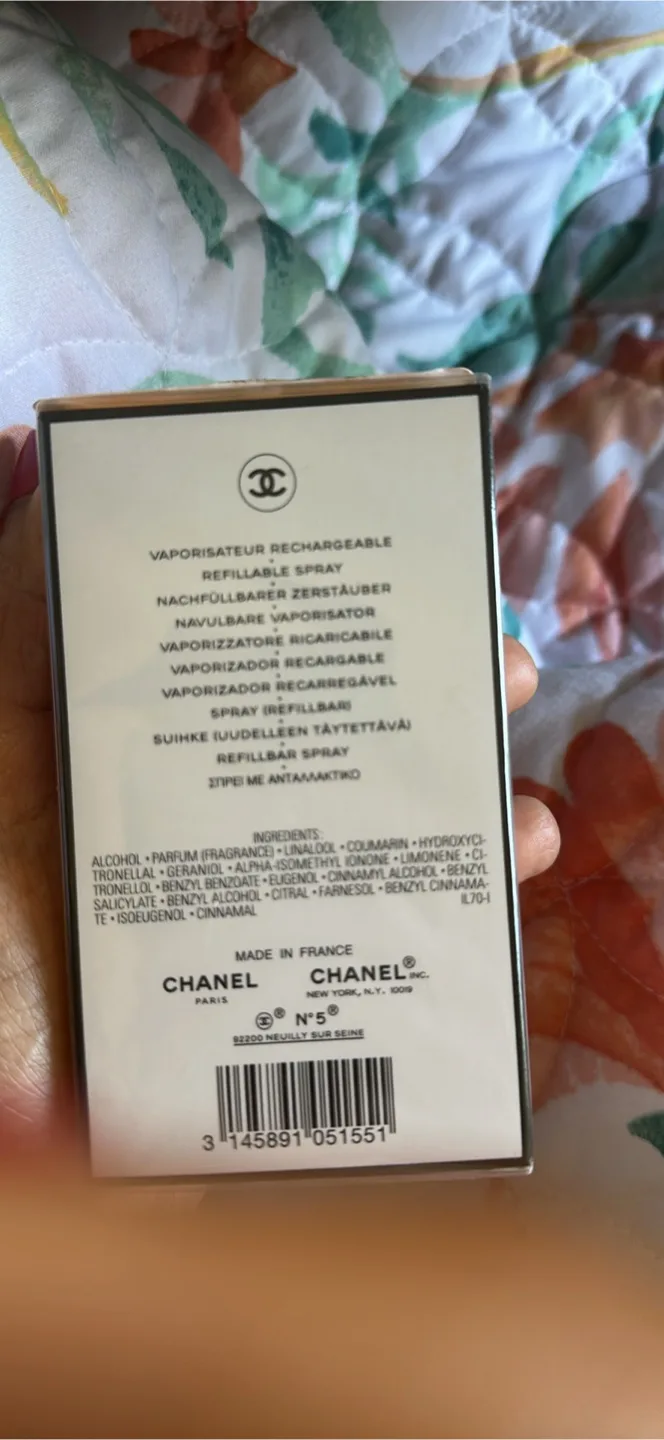 VAPORISATEUR RECHARGEABLE
REFILLABLE SPRAY
NACHFÜLLBARER ZERSTÄUBER
NAVULBARE VAPORISATOR
VAPORIZZATORE RICARICABILE
VAPORIZADOR RECARGABLE
VAPORIZADOR RECARREGÁVEL
SPRAY (REFILLBAR)
SUIHKE (UUDELLEEN TÄYTETTÄVÄ)
REFILLBAR SPRAY
ΣΠΡΕΪ ΜΕ ΑΝΤΑΛΛΑΚΤΙΚΟ
INGREDIENTS:
ALCOHOL • PARFUM (FRAGRANCE) • LINALOOL • COUMARIN • HYDROXYCI-
TRONELLAL • GERANIOL • ALPHA-ISOMETHYL IONONE • LIMONENE • CI-
TRONELLOL • BENZYL BENZOATE • EUGENOL • CINNAMYL ALCOHOL • BENZYL
SALICYLATE • BENZYL ALCOHOL • CITRAL • FARNESOL • BENZYL CINNAMA-
TE • ISOEUGENOL • CINNAMAL IL70-1
MADE IN FRANCE
CHANEL CHANEL® INC.
PARIS NEW YORK, N.Y. 10019
® N°5®
92200 NEUILLY SUR SEINE
3 145891 051551